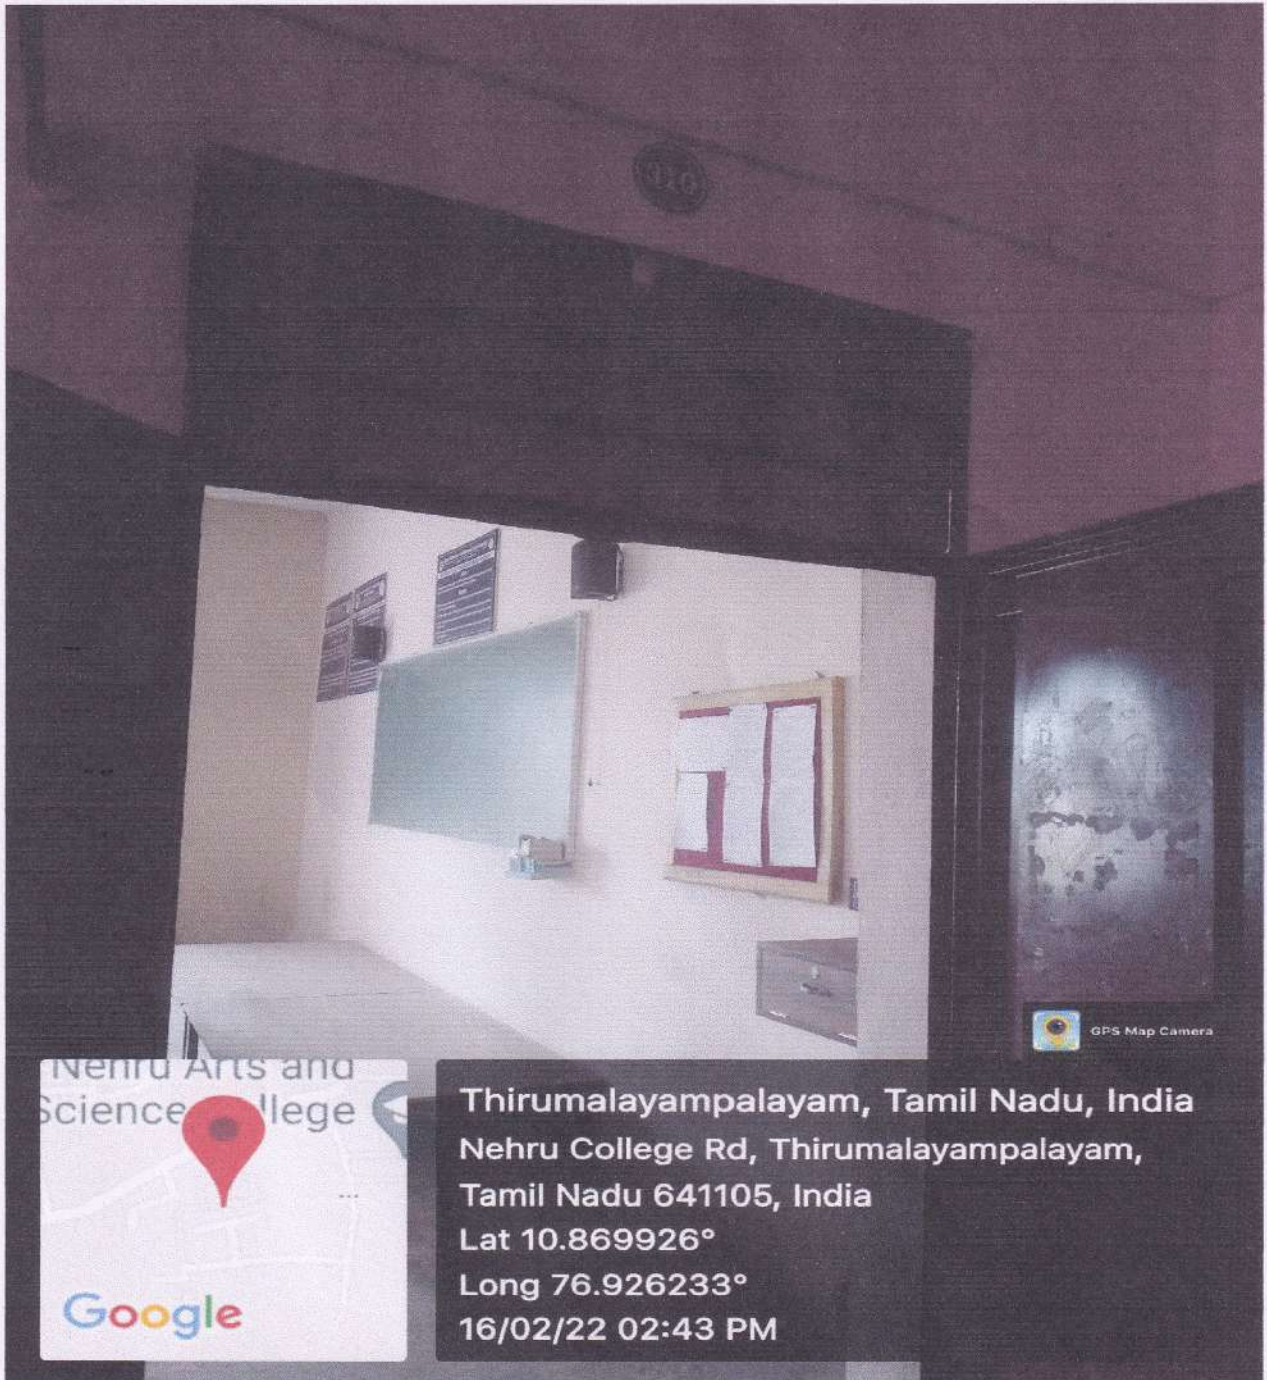 GPS Map Camera
Nehru Arts and
Science llege
Google
Thirumalayampalayam, Tamil Nadu, India
Nehru College Rd, Thirumalayampalayam,
Tamil Nadu 641105, India
Lat 10.869926°
Long 76.926233°
16/02/22 02:43 PM